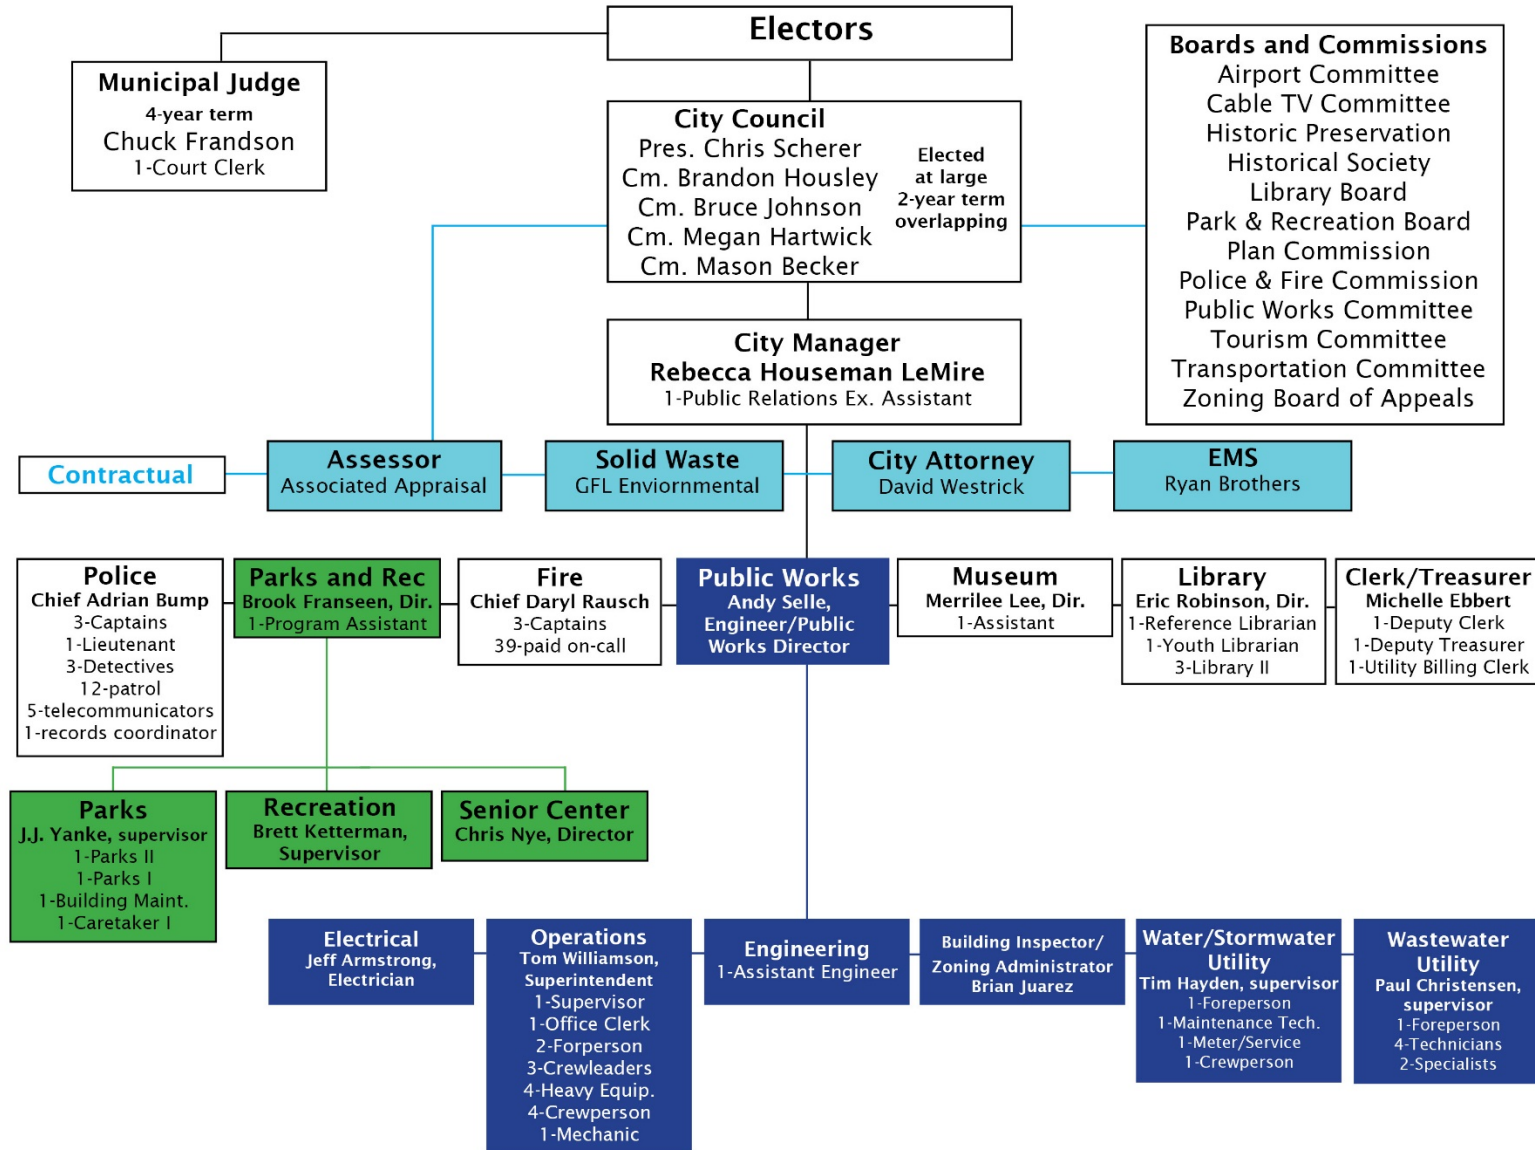 Electors
Municipal Judge
4-year term
Chuck Frandson
1-Court Clerk
City Council
Pres. Chris Scherer
Cm. Brandon Housley
Cm. Bruce Johnson
Cm. Megan Hartwick
Cm. Mason Becker
Elected
at large
2-year term
overlapping
Boards and Commissions
Airport Committee
Cable TV Committee
Historic Preservation
Historical Society
Library Board
Park & Recreation Board
Plan Commission
Police & Fire Commission
Public Works Committee
Tourism Committee
Transportation Committee
Zoning Board of Appeals
City Manager
Rebecca Houseman LeMire
1-Public Relations Ex. Assistant
Contractual
Assessor
Associated Appraisal
Solid Waste
GFL Enviornmental
City Attorney
David Westrick
EMS
Ryan Brothers
Police
Chief Adrian Bump
3-Captains
1-Lieutenant
3-Detectives
12-patrol
5-telecommunicators
1-records coordinator
Parks and Rec
Brook Franseen, Dir.
1-Program Assistant
Fire
Chief Daryl Rausch
3-Captains
39-paid on-call
Public Works
Andy Selle,
Engineer/Public
Works Director
Museum
Merrilee Lee, Dir.
1-Assistant
Library
Eric Robinson, Dir.
1-Reference Librarian
1-Youth Librarian
3-Library II
Clerk/Treasurer
Michelle Ebbert
1-Deputy Clerk
1-Deputy Treasurer
1-Utility Billing Clerk
Parks
J.J. Yanke, supervisor
1-Parks II
1-Parks I
1-Building Maint.
1-Caretaker I
Recreation
Brett Ketterman,
Supervisor
Senior Center
Chris Nye, Director
Electrical
Jeff Armstrong,
Electrician
Operations
Tom Williamson,
Superintendent
1-Supervisor
1-Office Clerk
2-Forperson
3-Crewleaders
4-Heavy Equip.
4-Crewperson
1-Mechanic
Engineering
1-Assistant Engineer
Building Inspector/
Zoning Administrator
Brian Juarez
Water/Stormwater
Utility
Tim Hayden, supervisor
1-Foreperson
1-Maintenance Tech.
1-Meter/Service
1-Crewperson
Wastewater
Utility
Paul Christensen,
supervisor
1-Foreperson
4-Technicians
2-Specialists